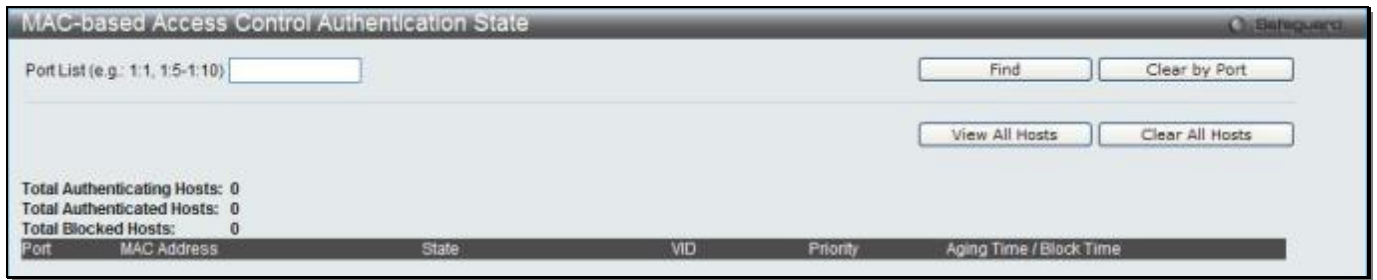 MAC-based Access Control Authentication State
Safeguard
Port List (e.g.: 1:1, 1:5-1:10)
Find
Clear by Port
View All Hosts
Clear All Hosts
Total Authenticating Hosts: 0
Total Authenticated Hosts: 0
Total Blocked Hosts: 0
Port MAC Address State VID Priority Aging Time / Block Time